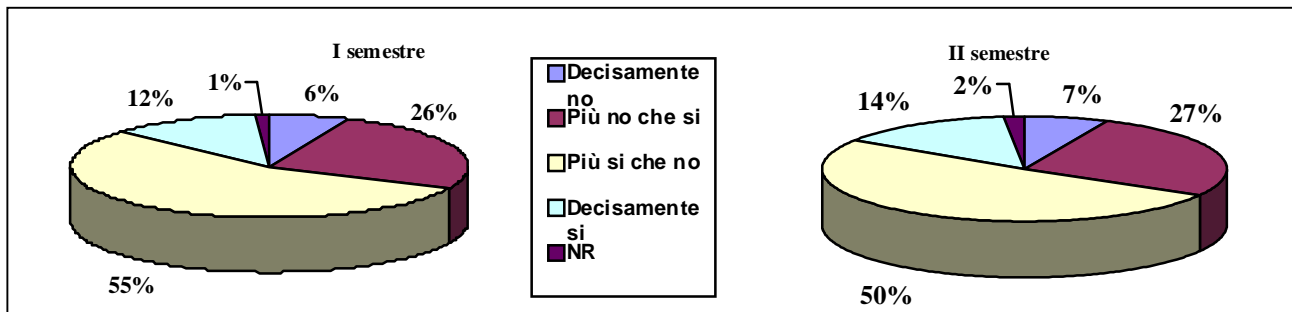 I semestre
1%
12%
6%
26%
55%
Decisamente
no
Più no che si
Più si che no
Decisamente
si
NR
II semestre
2%
14%
7%
27%
50%